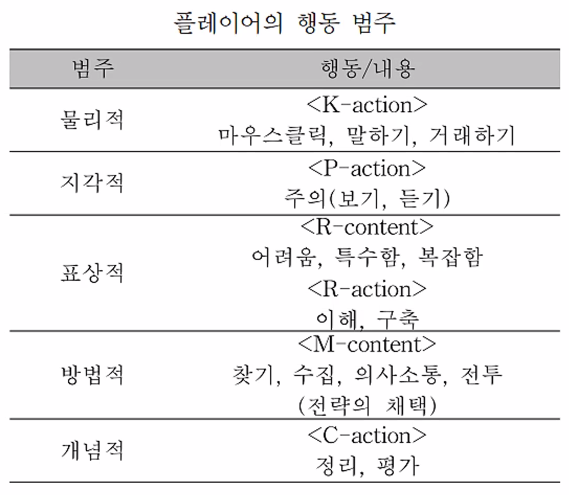 플레이어의 행동 범주
범주 행동/내용
<K-action>
물리적 마우스클릭, 말하기, 거래하기
<P-action>
지각적 주의(보기, 듣기)
<R-content>
어려움, 특수함, 복잡함
표상적
<R-action>
이해, 구축
<M-content>
방법적 찾기, 수집, 의사소통, 전투
(전략의 채택)
<C-action>
개념적 정리, 평가